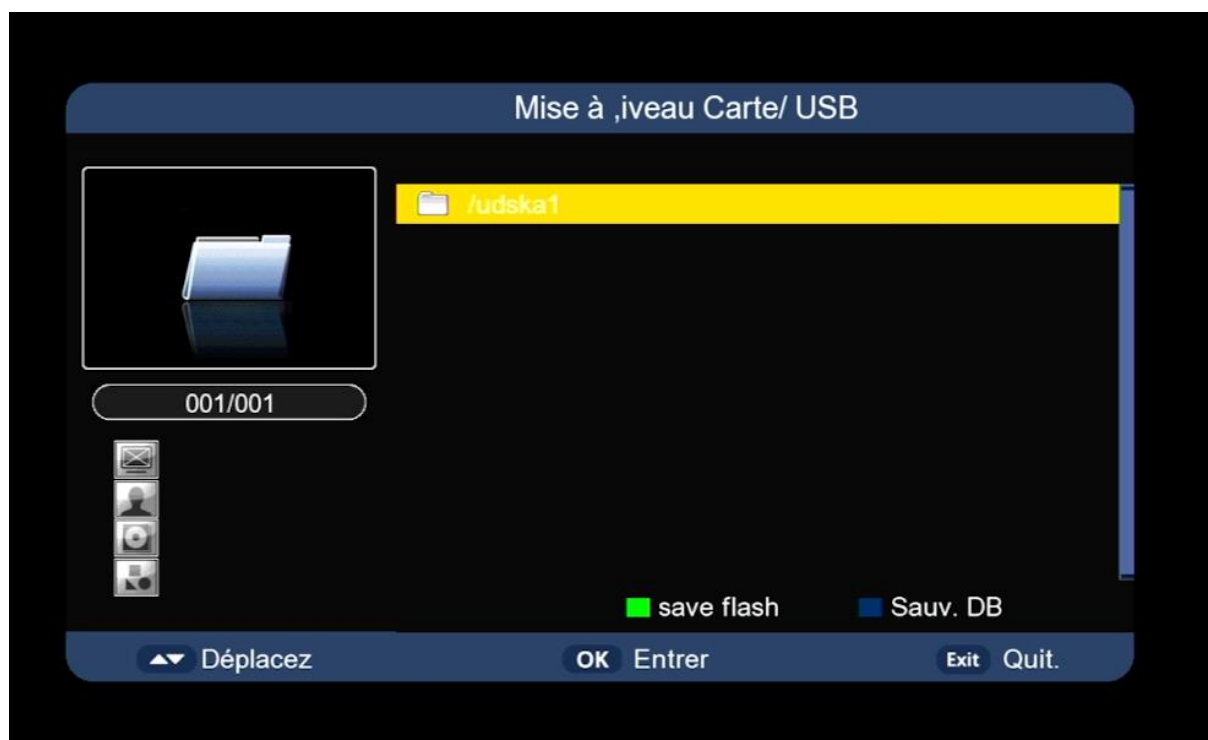 Mise à ,iveau Carte/ USB
/udska1
001/001
save flash Sauv. DB
Déplacez OK Entrer Exit Quit.